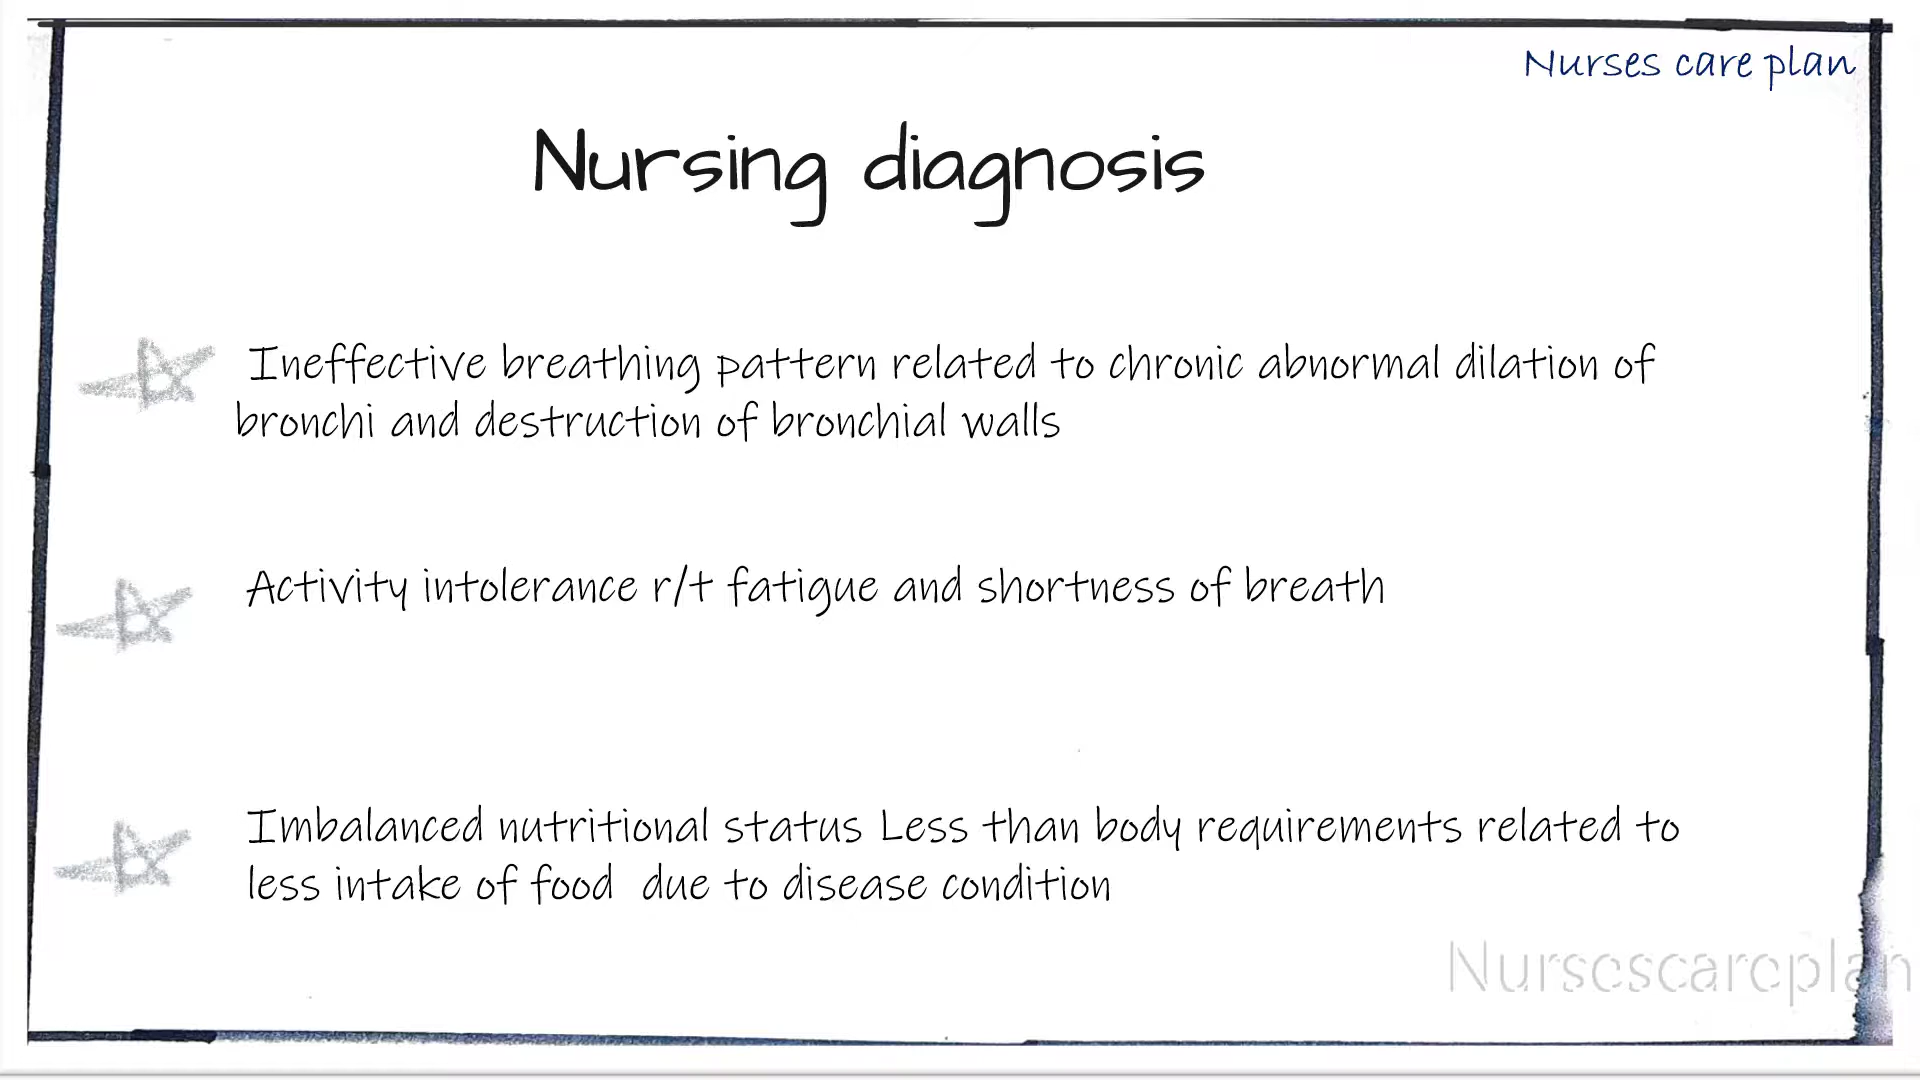 Nurses care plan
Nursing diagnosis
Ineffective breathing pattern related to chronic abnormal dilation of
bronchi and destruction of bronchial walls
Activity intolerance r/t fatigue and shortness of breath
Imbalanced nutritional status Less than body requirements related to
less intake of food due to disease condition
Nursescareplan